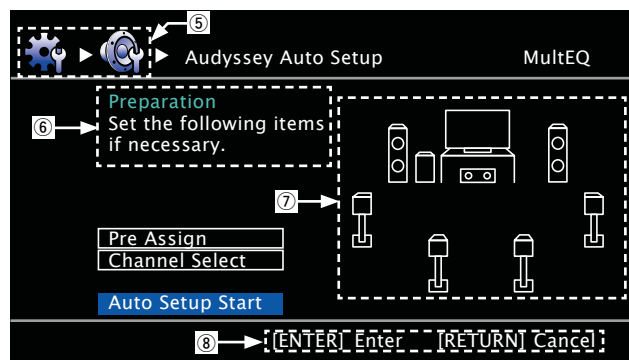 ⑤
Audyssey Auto Setup MultEQ
Preparation
⑥ Set the following items
if necessary.
⑦
Pre Assign
Channel Select
Auto Setup Start
⑧ [ENTER] Enter [RETURN] Cancel